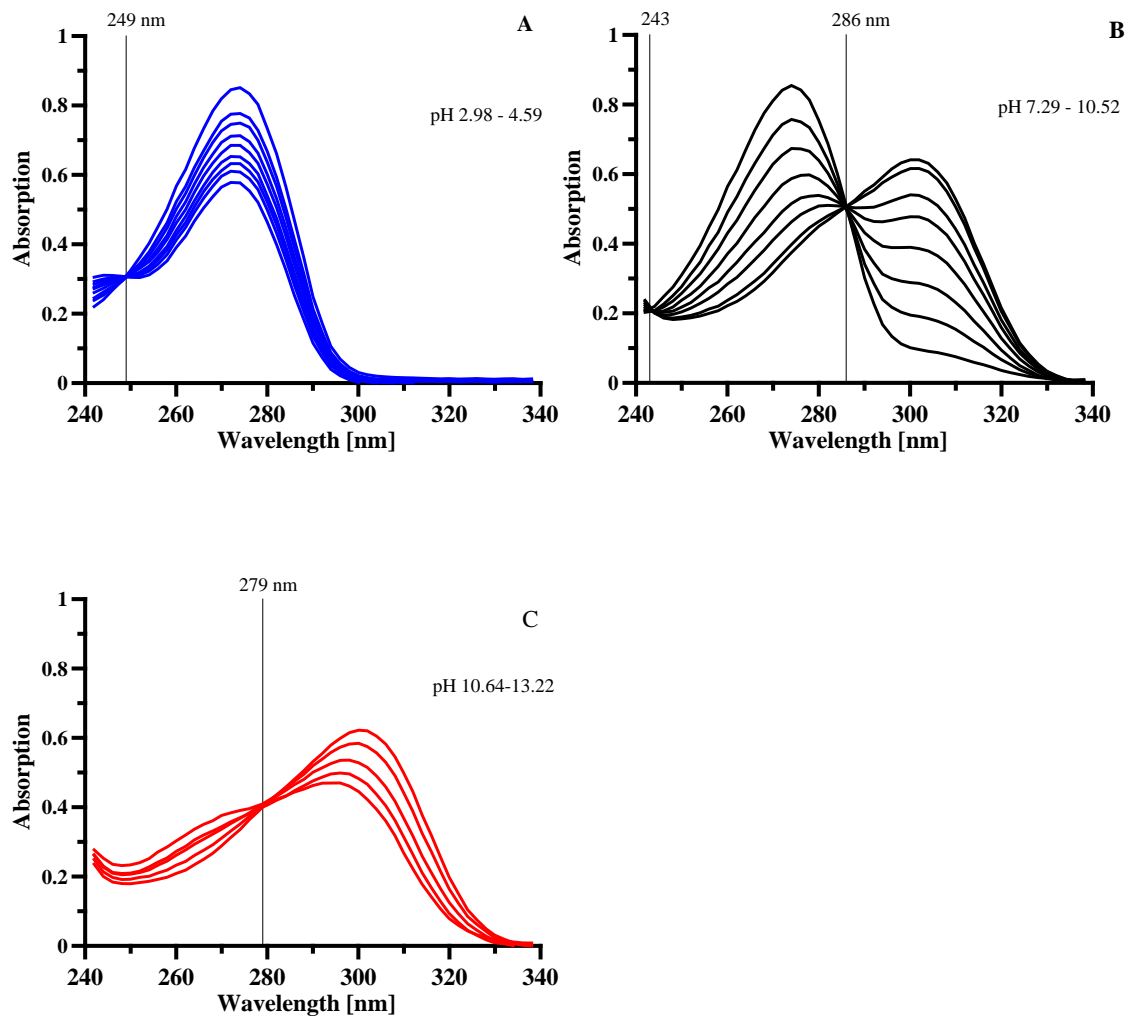 249 nm
A
1
0.8
0.6
0.4
0.2
0
Absorption
pH 2.98 - 4.59
240 260 280 300 320 340
Wavelength [nm]
243
286 nm
B
1
0.8
0.6
0.4
0.2
0
Absorption
pH 7.29 - 10.52
240 260 280 300 320 340
Wavelength [nm]
279 nm
C
1
0.8
0.6
0.4
0.2
0
Absorption
pH 10.64-13.22
240 260 280 300 320 340
Wavelength [nm]